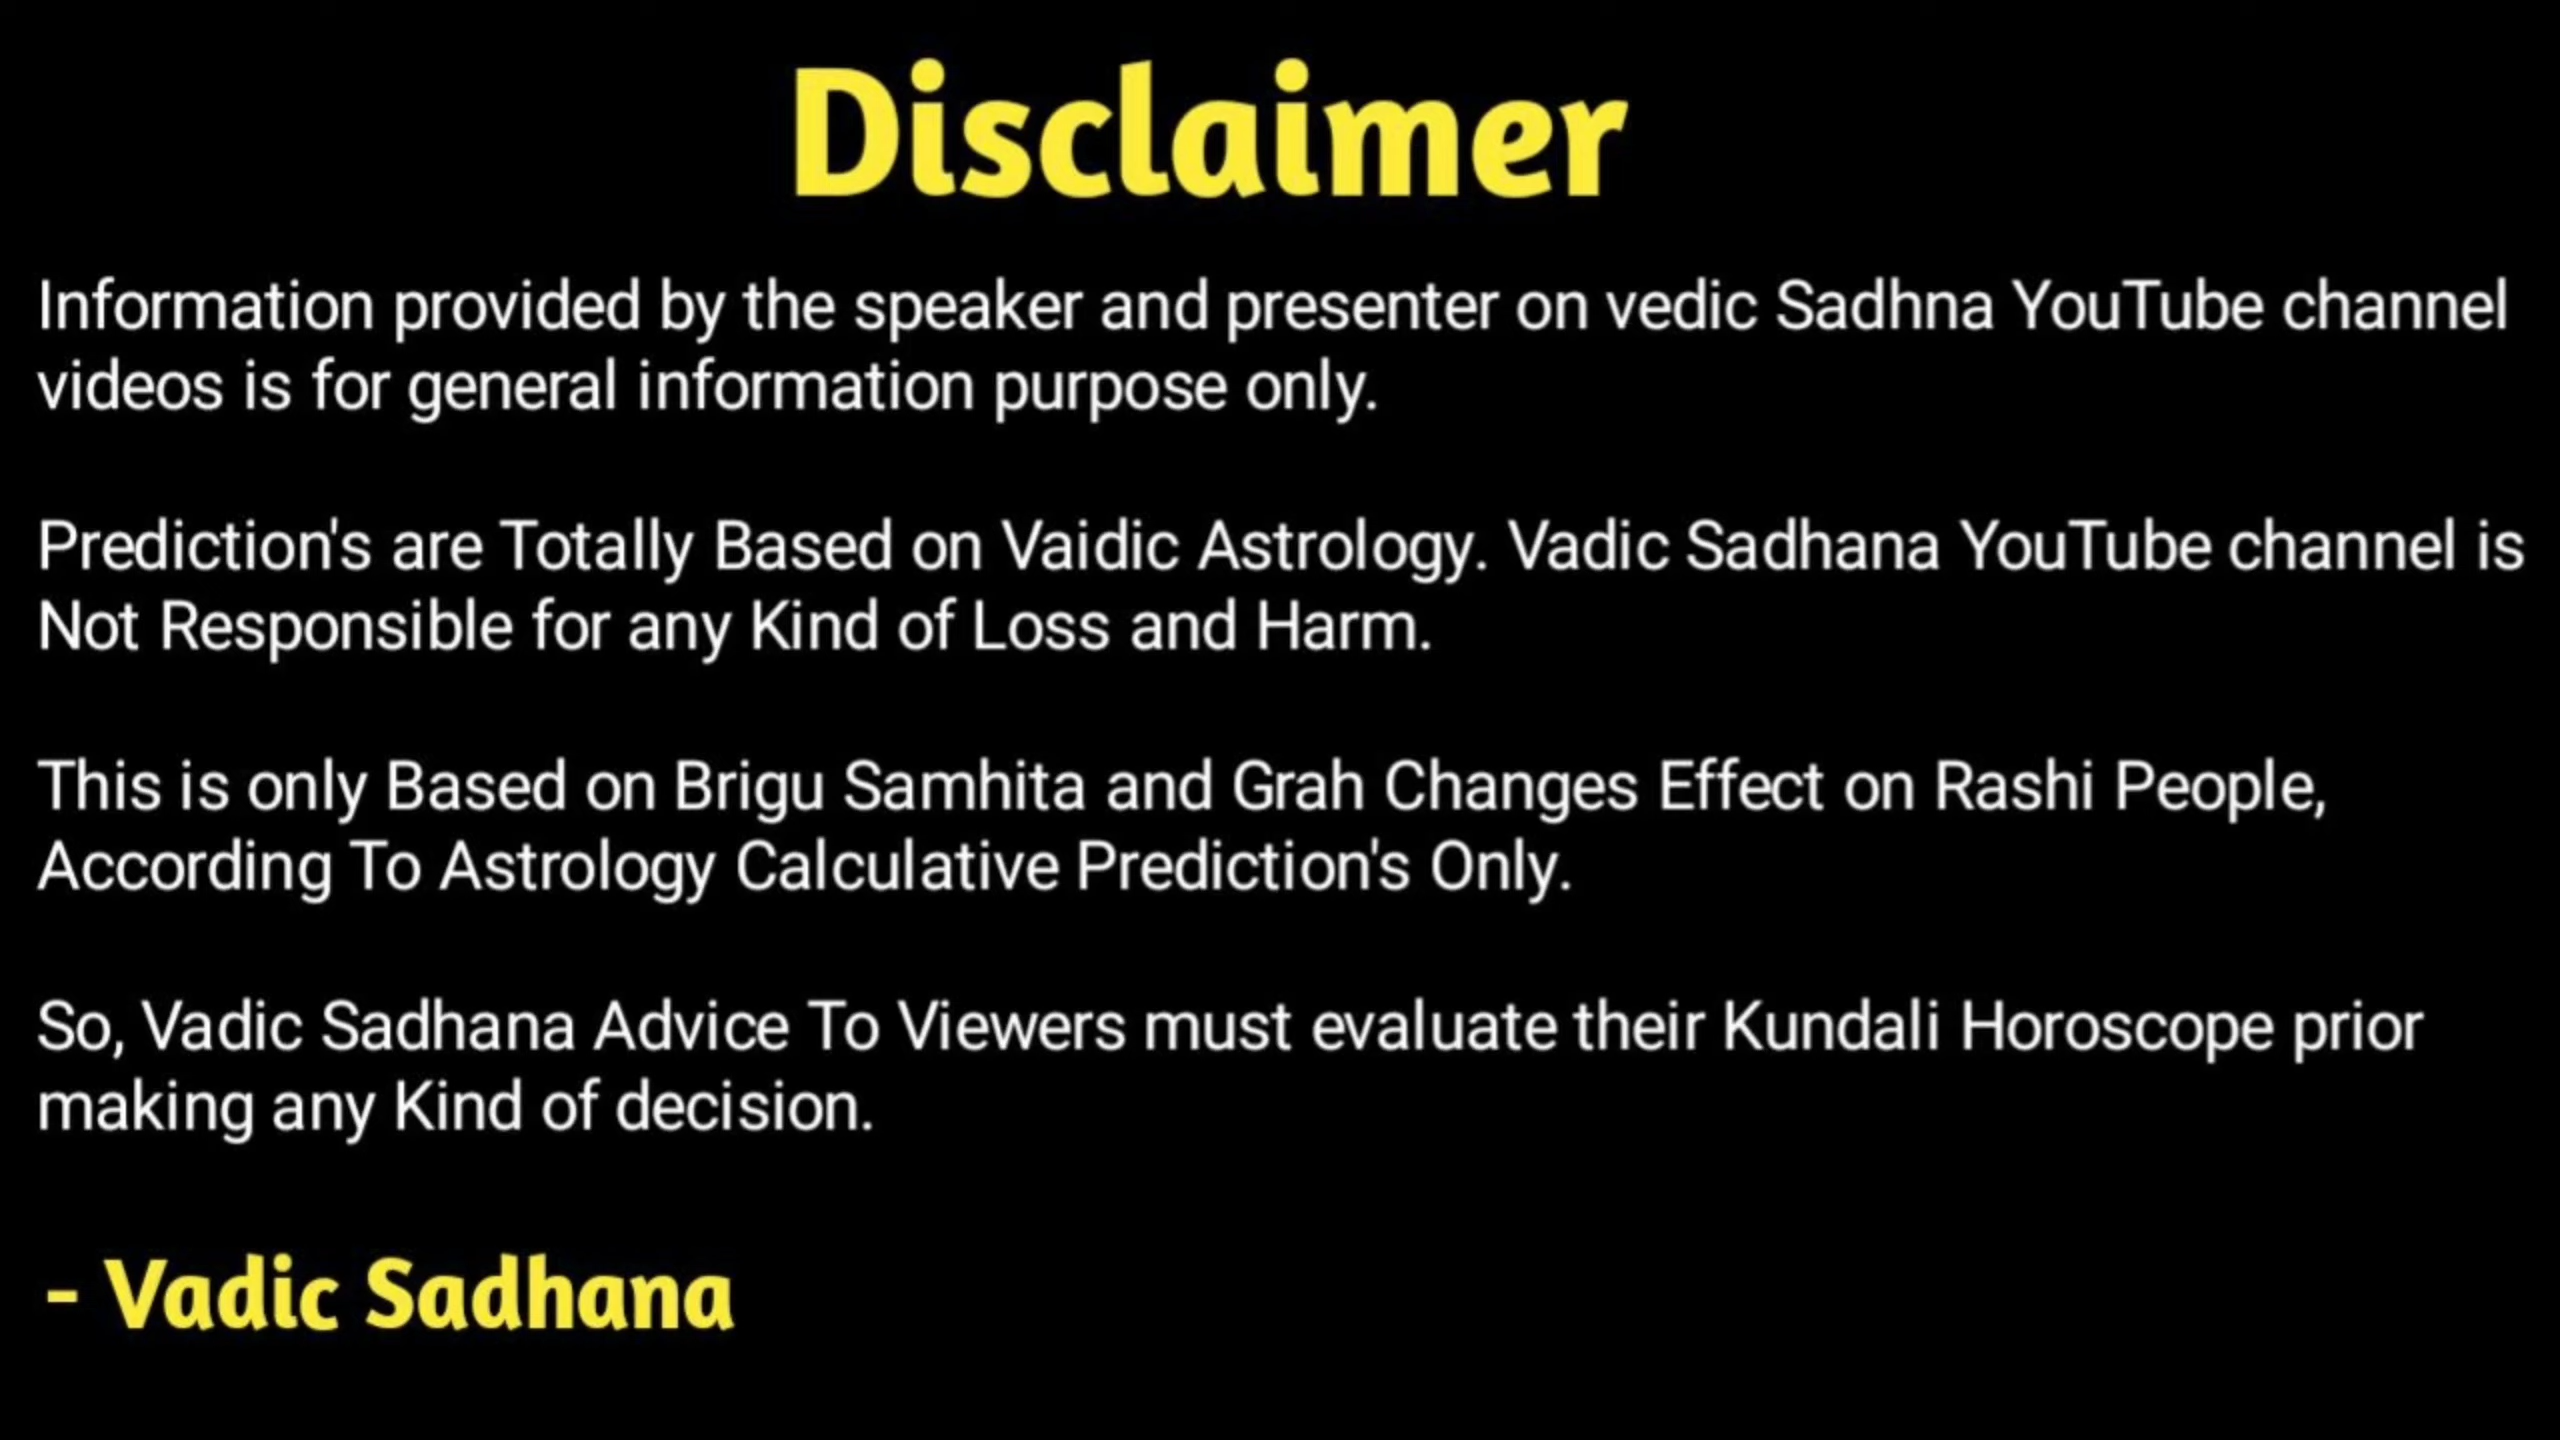 Disclaimer
Information provided by the speaker and presenter on vedic Sadhna YouTube channel
videos is for general information purpose only.
Prediction's are Totally Based on Vaidic Astrology. Vadic Sadhana YouTube channel is
Not Responsible for any Kind of Loss and Harm.
This is only Based on Brigu Samhita and Grah Changes Effect on Rashi People,
According To Astrology Calculative Prediction's Only.
So, Vadic Sadhana Advice To Viewers must evaluate their Kundali Horoscope prior
making any Kind of decision.
- Vadic Sadhana